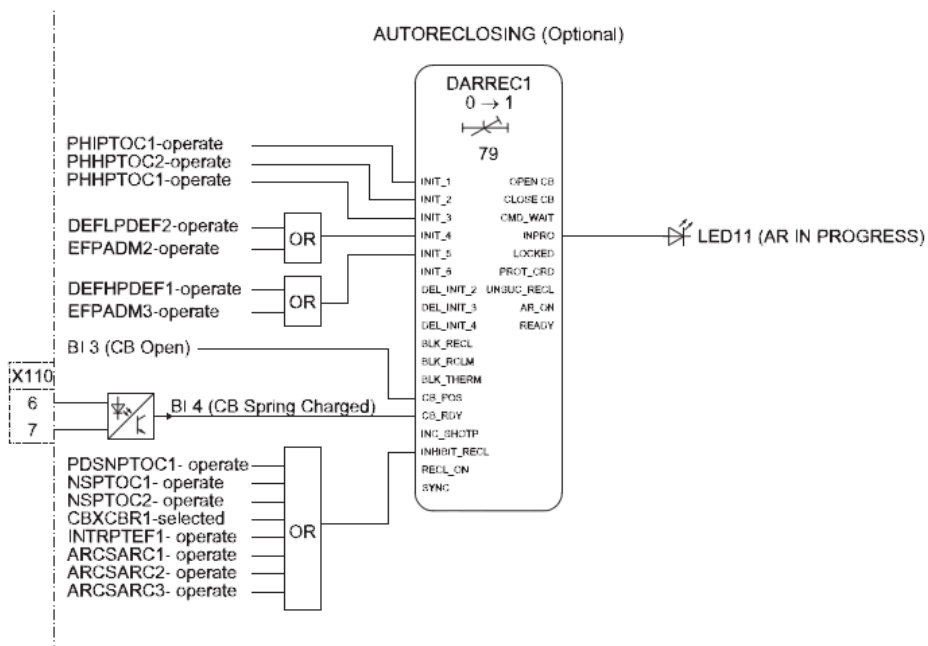 AUTORECLOSING (Optional)
DARREC1
0 → 1
79
PHIPTOC1-operate
PHHPTOC2-operate
PHHPTOC1-operate
DEFLPDEF2-operate
EFPADM2-operate
OR
DEFHPDEF1-operate
EFPADM3-operate
OR
BI 3 (CB Open)
X110
6
7
BI 4 (CB Spring Charged)
PDSNPTOC1- operate
NSPTOC1- operate
NSPTOC2- operate
CBXCBR1-selected
INTRPTEF1- operate
ARCSARC1- operate
ARCSARC2- operate
ARCSARC3- operate
OR
INIT_1 OPEN CB
INIT_2 CLOSE CB
INIT_3 CMD_WAIT
INIT_4 INPRO
INIT_5 LOCKED
INIT_6 PROT_CRD
DEL_INIT_2 UNSUC_RECL
DEL_INIT_3 AR_ON
DEL_INIT_4 READY
BLK_RECL
BLK_RCLM
BLK_THERM
CB_POS
CB_RDY
INC_SHOTP
INHIBIT_RECL
RECL_ON
SYNC
LED11 (AR IN PROGRESS)